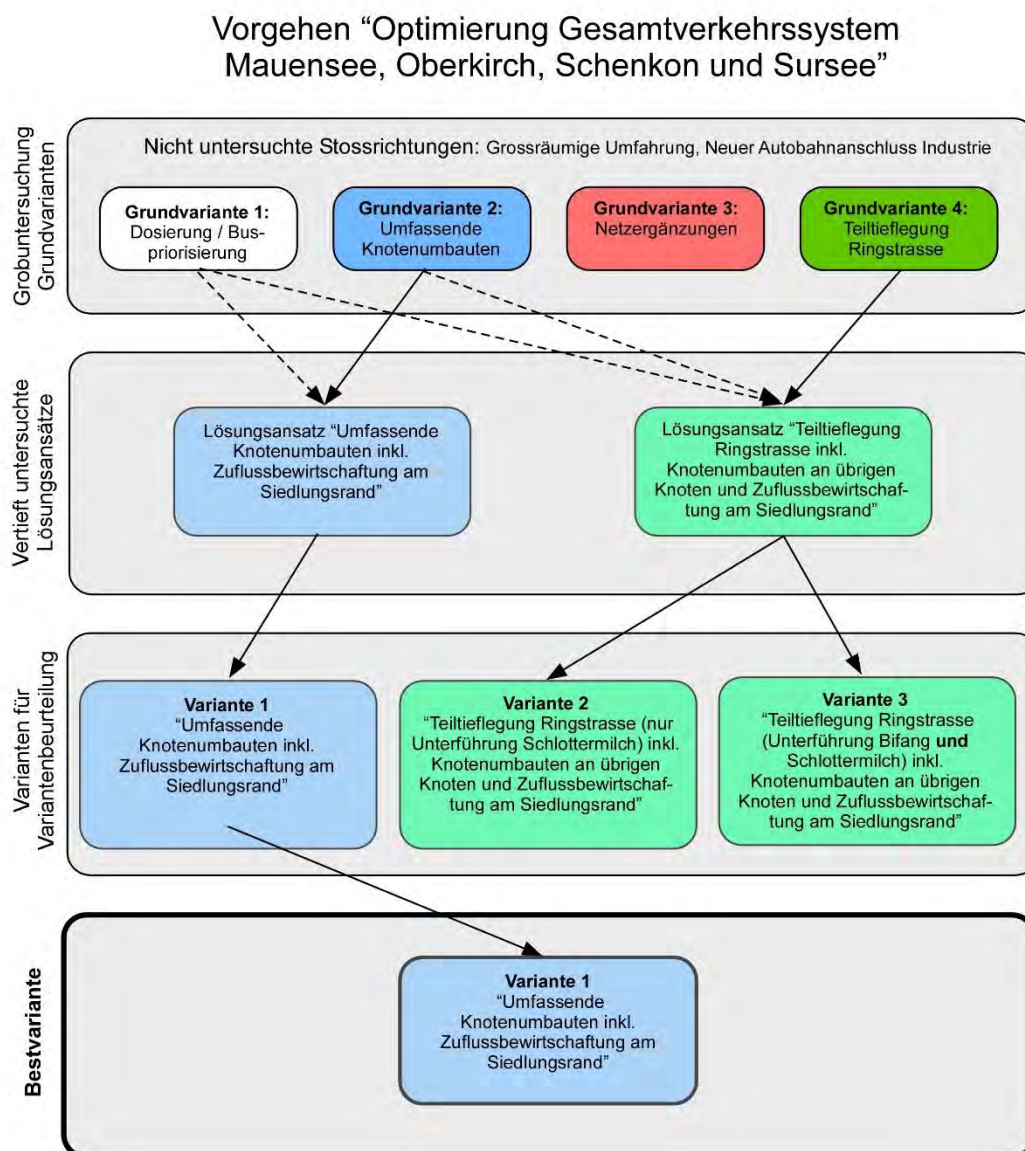 Vorgehen “Optimierung Gesamtverkehrssystem
Mauensee, Oberkirch, Schenkon und Sursee”
Grobuntersuchung
Grundvarianten
Nicht untersuchte Stossrichtungen: Grossräumige Umfahrung, Neuer Autobahnanschluss Industrie
Grundvariante 1:
Dosierung / Bus-
priorisierung
Grundvariante 2:
Umfassende
Knotenumbauten
Grundvariante 3:
Netzergänzungen
Grundvariante 4:
Teiltieflegung
Ringstrasse
Vertieft untersuchte
Lösungsansätze
Lösungsansatz “Umfassende
Knotenumbauten inkl.
Zuflussbewirtschaftung am
Siedlungsrand”
Lösungsansatz “Teiltieflegung
Ringstrasse inkl.
Knotenumbauten an übrigen
Knoten und Zuflussbewirtschaf-
tung am Siedlungsrand”
Varianten für
Variantenbeurteilung
Variante 1
“Umfassende
Knotenumbauten inkl.
Zuflussbewirtschaftung am
Siedlungsrand”
Variante 2
“Teiltieflegung Ringstrasse (nur
Unterführung Schlottermilch) inkl.
Knotenumbauten an übrigen
Knoten und Zuflussbewirtschaf-
tung am Siedlungsrand”
Variante 3
“Teiltieflegung Ringstrasse
(Unterführung Bifang und
Schlottermilch) inkl.
Knotenumbauten an übrigen
Knoten und Zuflussbewirtschaf-
tung am Siedlungsrand”
Bestvariante
Variante 1
“Umfassende
Knotenumbauten inkl.
Zuflussbewirtschaftung am
Siedlungsrand”